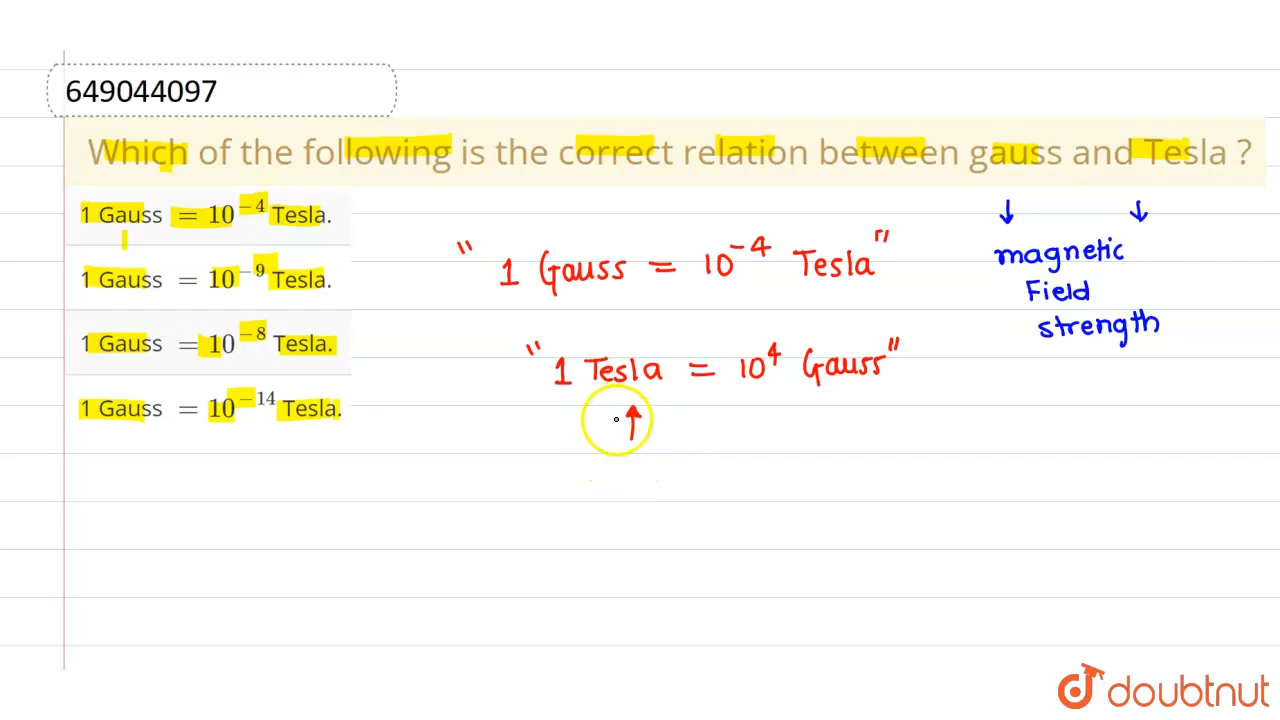 649044097
Which of the following is the correct relation between gauss and Tesla ?
1 Gauss = 10^−4 Tesla.
1 Gauss = 10^−9 Tesla.
1 Gauss = 10^−8 Tesla.
1 Gauss = 10^−14 Tesla.
" 1 Gauss = 10^−4 Tesla "
" 1 Tesla = 10^4 Gauss "
↑
↓ ↓
magnetic
Field
strength
doubtnut